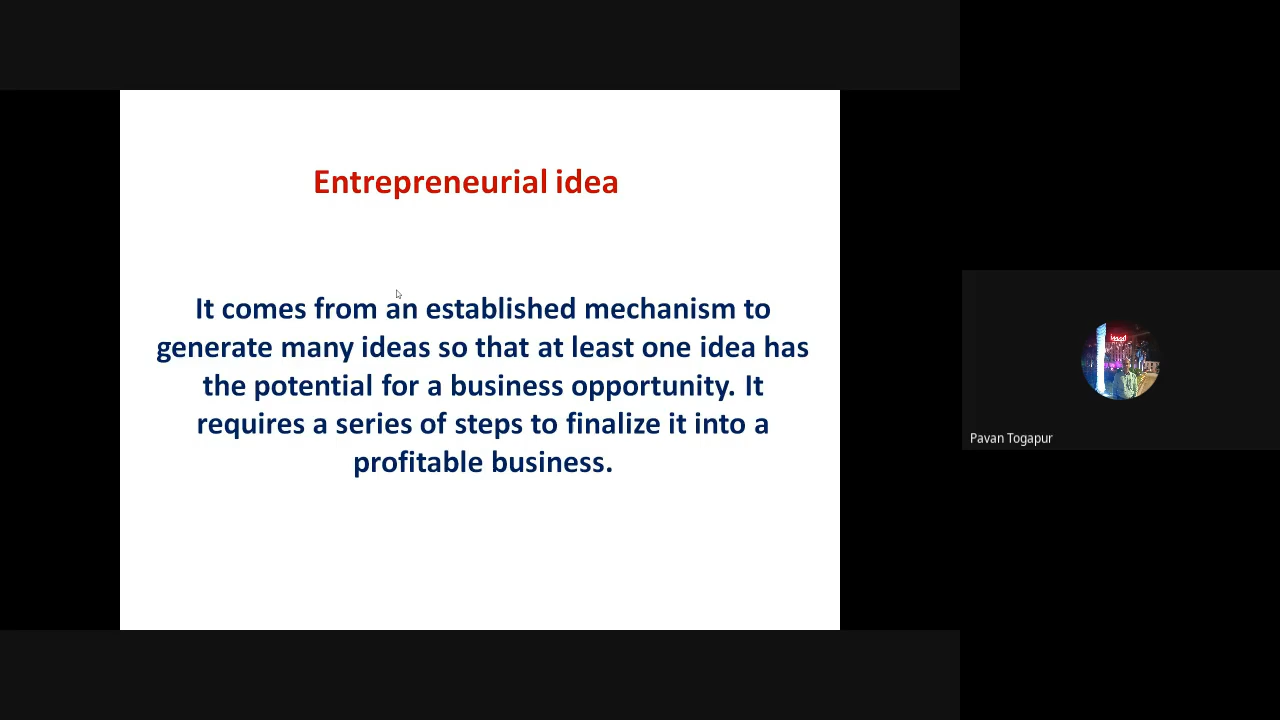 Entrepreneurial idea
It comes from an established mechanism to
generate many ideas so that at least one idea has
the potential for a business opportunity. It
requires a series of steps to finalize it into a
profitable business.
Pavan Togapur